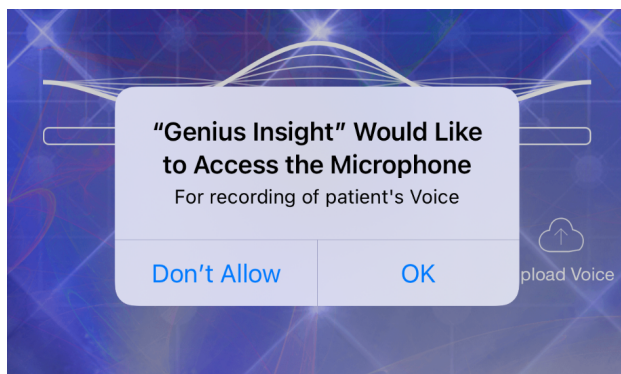 “Genius Insight” Would Like
to Access the Microphone
For recording of patient's Voice
Don’t Allow
OK
pload Voice